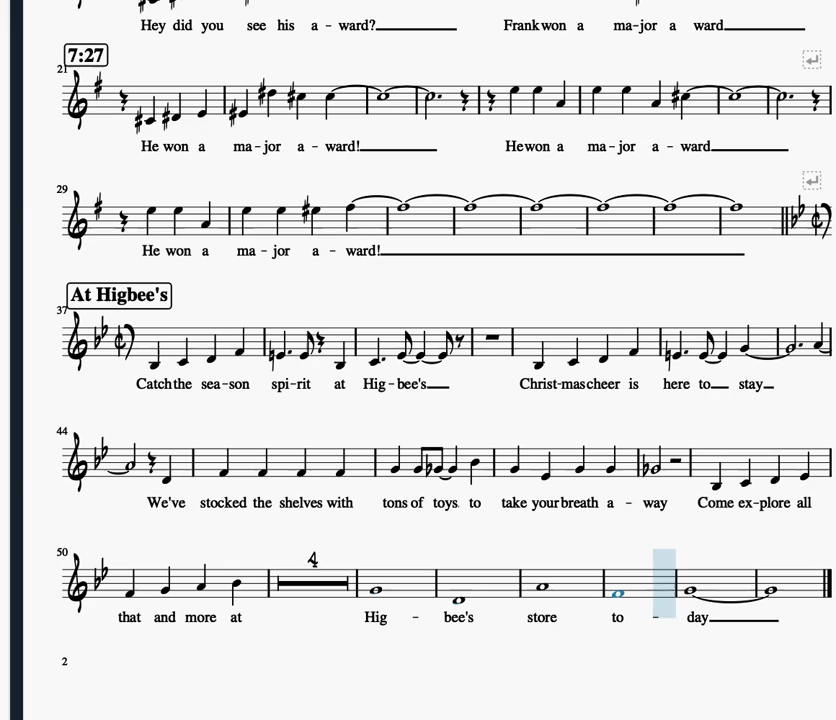 Hey did you see his a - ward? Frank won a ma - jor a ward
7:27
21
He won a ma - jor a - ward! He won a ma - jor a - ward
29
He won a ma - jor a - ward!
At Higbee's
37
Catch the sea - son spi - rit at Hig - bee's Christ - mas cheer is here to stay
44
We've stocked the shelves with tons of toys to take your breath a - way Come ex - plore all
50
4
that and more at Hig - bee's store to - day
2